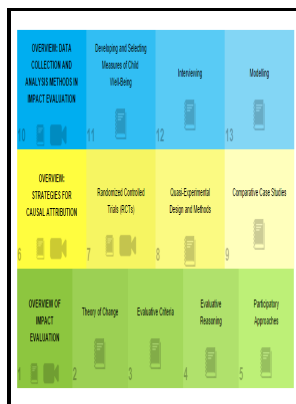 OVERVIEW: DATA
COLLECTION AND
ANALYSIS METHODS IN
IMPACT EVALUATION
10
Developing and Selecting
Measures of Child
Well-Being
11
Interviewing
12
Modelling
13
OVERVIEW:
STRATEGIES FOR
CAUSAL ATTRIBUTION
6
Randomized Controlled
Trials (RCTs)
7
Quasi-Experimental
Design and Methods
8
Comparative Case Studies
9
OVERVIEW OF
IMPACT
EVALUATION
1
Theory of Change
2
Evaluative Criteria
3
Evaluative
Reasoning
4
Participatory
Approaches
5